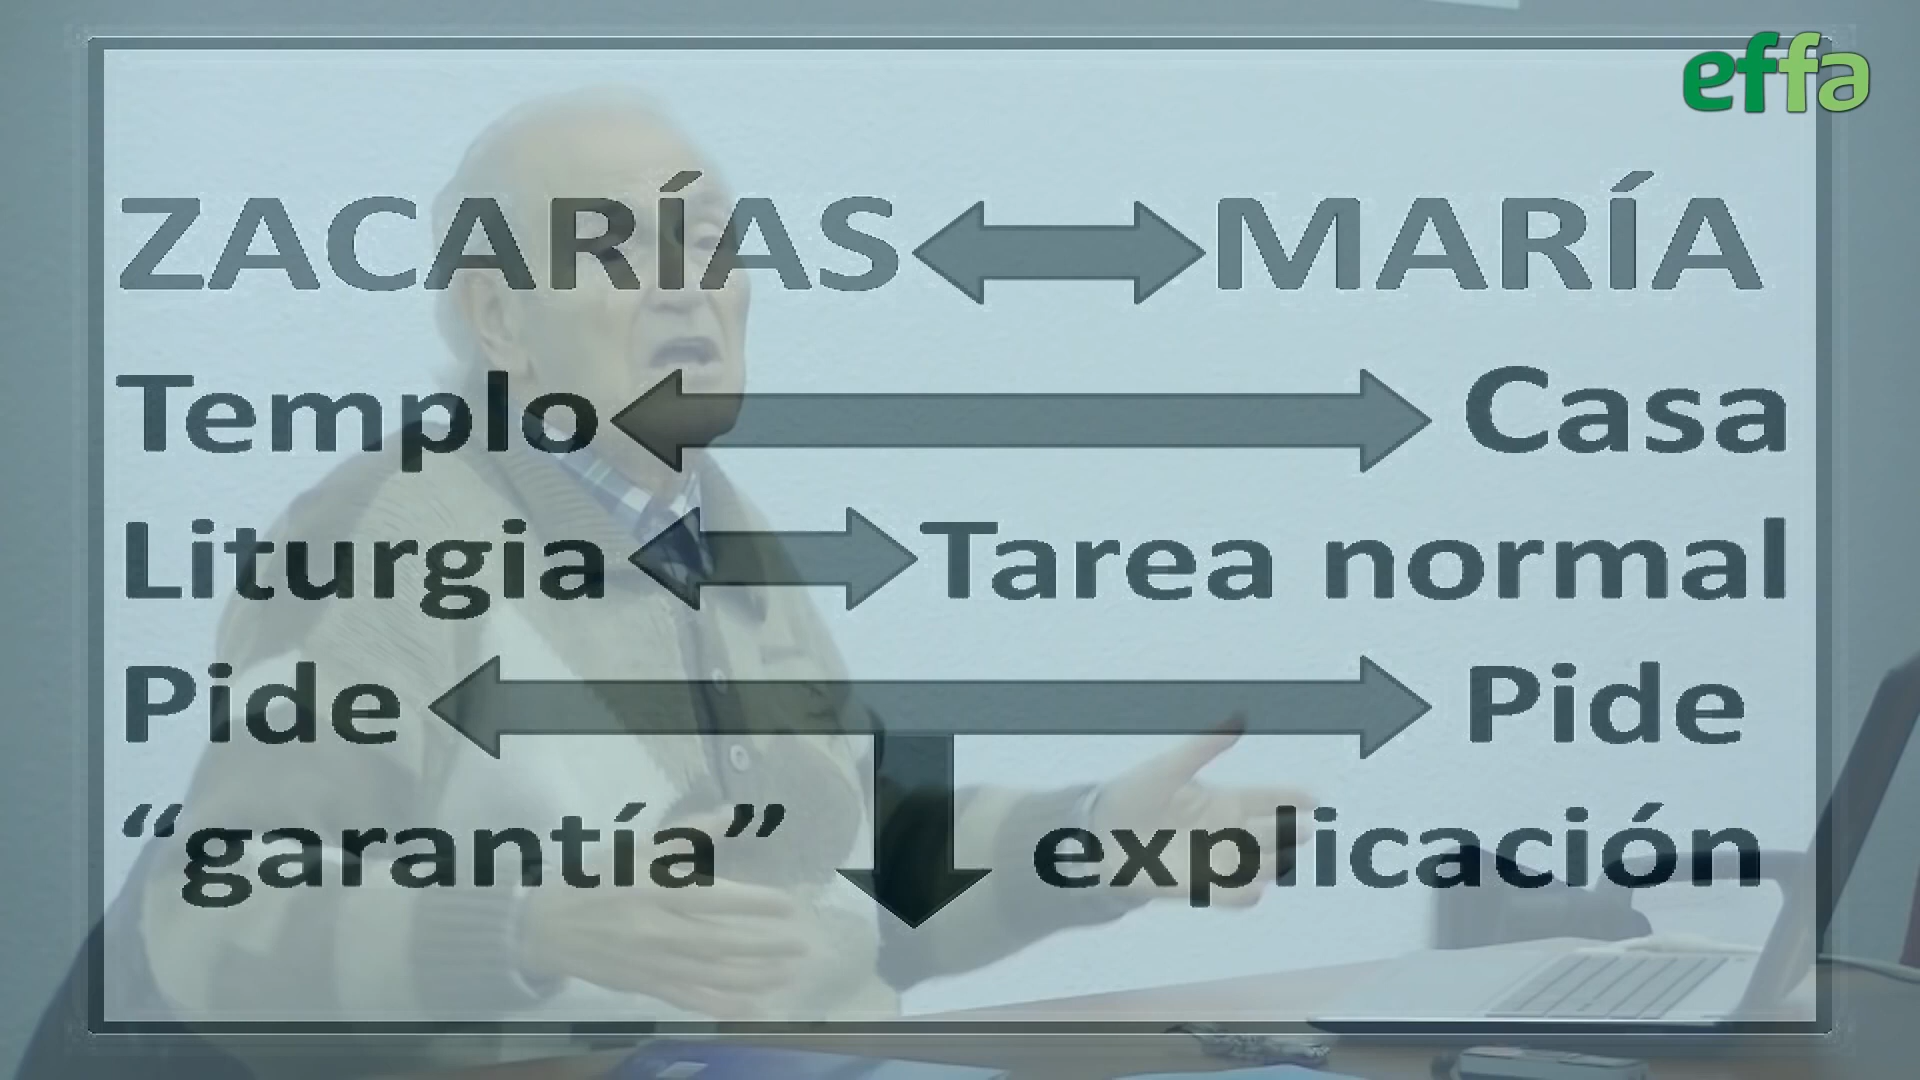 effa
ZACARÍAS MARÍA
Templo Casa
Liturgia Tarea normal
Pide Pide
“garantía” explicación